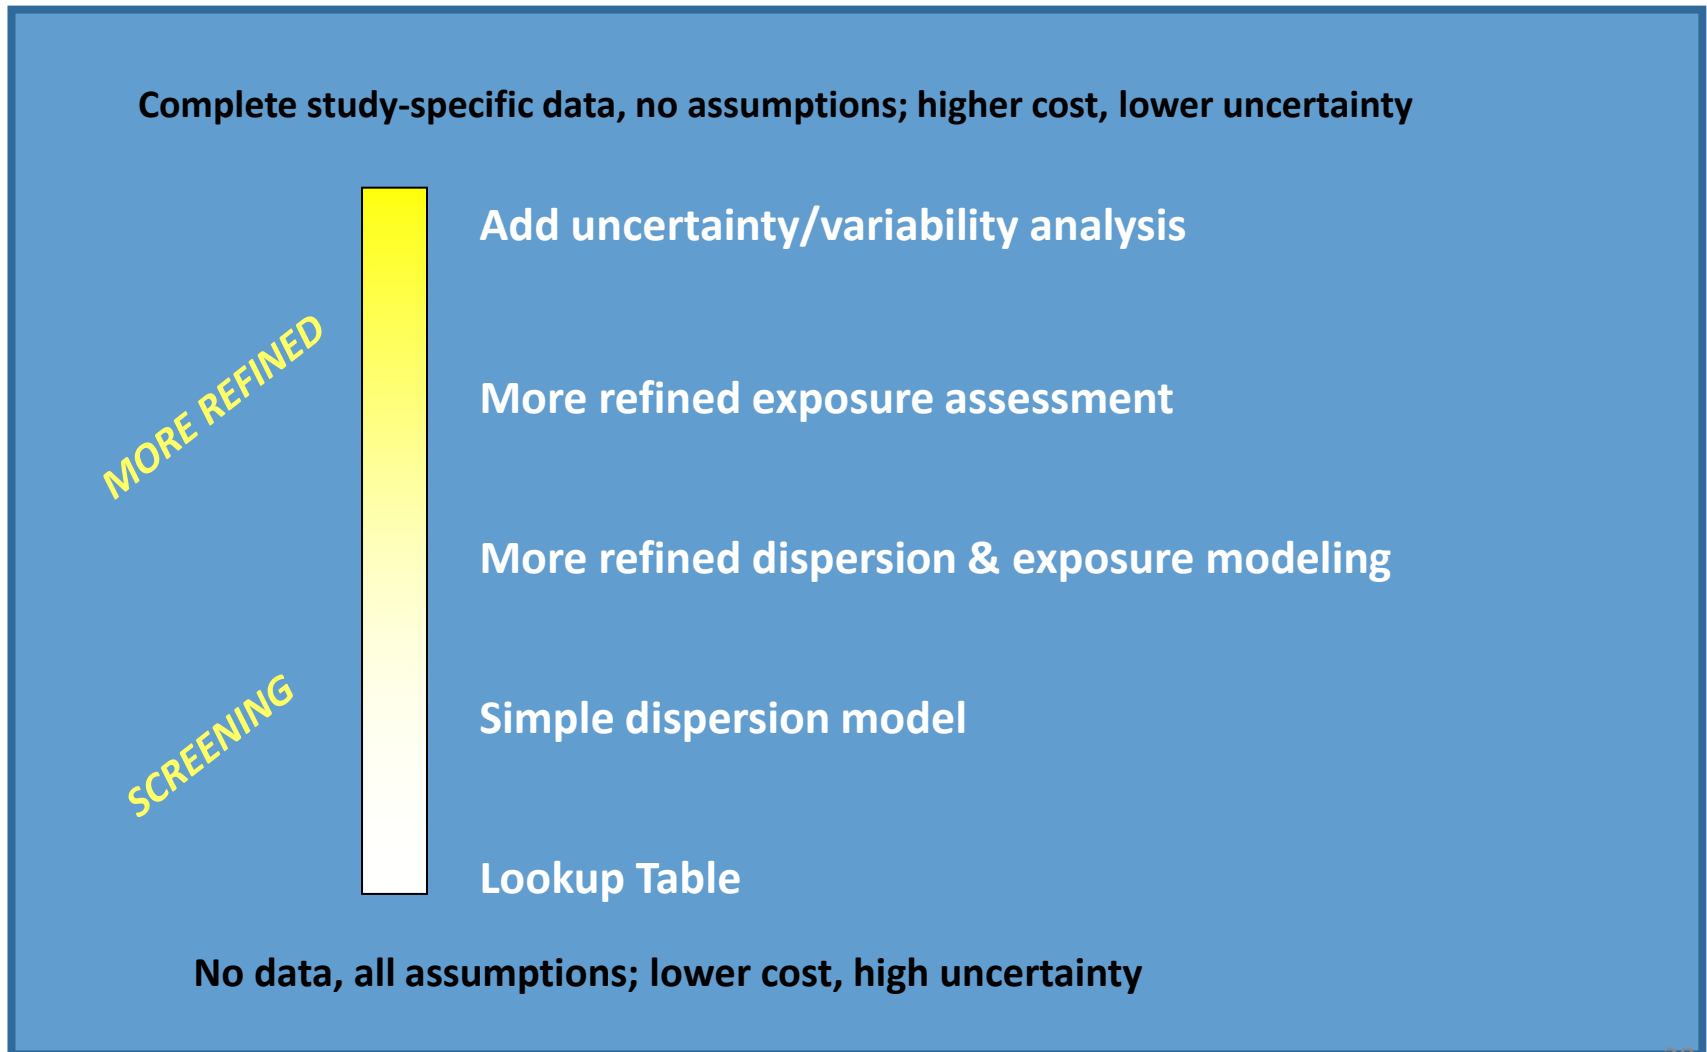 Complete study-specific data, no assumptions; higher cost, lower uncertainty
Add uncertainty/variability analysis
MORE REFINED
More refined exposure assessment
More refined dispersion & exposure modeling
SCREENING
Simple dispersion model
Lookup Table
No data, all assumptions; lower cost, high uncertainty